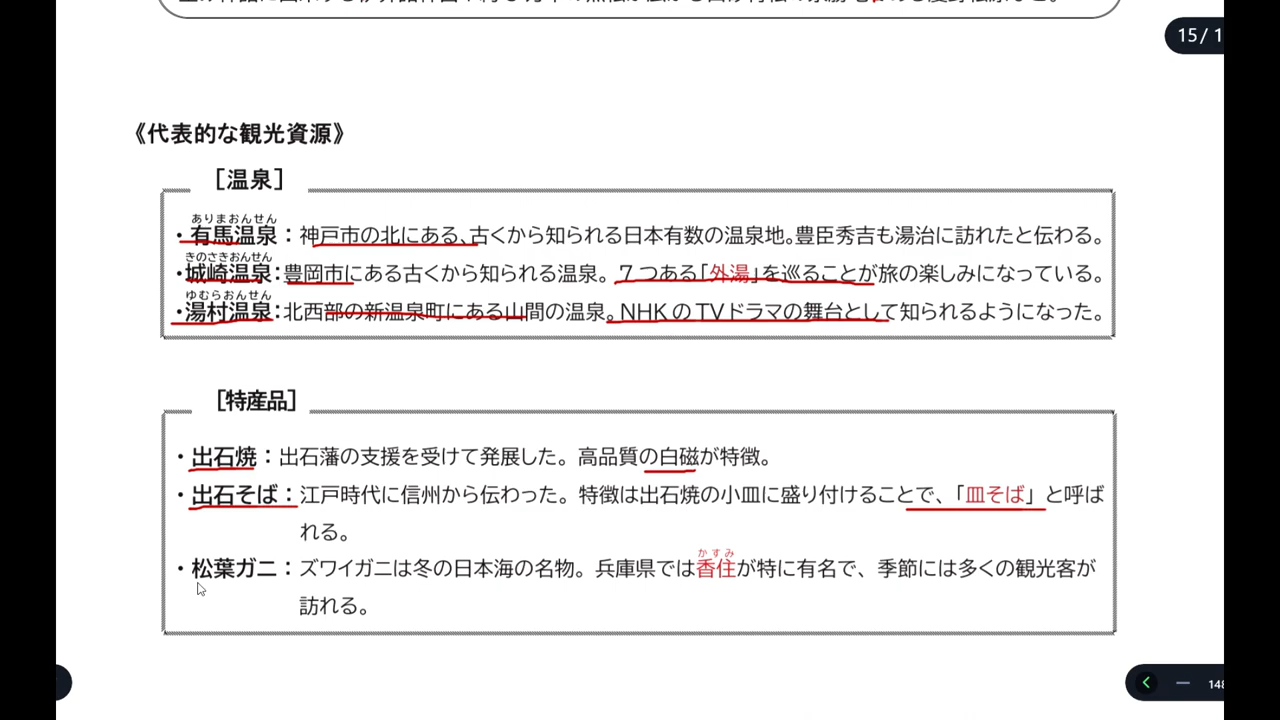 15/1
《代表的な観光資源》
［温泉］
ありまおんせん
・有馬温泉：神戸市の北にある、古くから知られる日本有数の温泉地。豊臣秀吉も湯治に訪れたと伝わる。
きのさきおんせん
・城崎温泉：豊岡市にある古くから知られる温泉。７つある「外湯」を巡ることが旅の楽しみになっている。
ゆむらおんせん
・湯村温泉：北西部の新温泉町にある山間の温泉。NHKのTVドラマの舞台として知られるようになった。
［特産品］
・出石焼：出石藩の支援を受けて発展した。高品質の白磁が特徴。
・出石そば：江戸時代に信州から伝わった。特徴は出石焼の小皿に盛り付けることで、「皿そば」と呼ば
れる。
かすみ
・松葉ガニ：ズワイガニは冬の日本海の名物。兵庫県では香住が特に有名で、季節には多くの観光客が
訪れる。
148